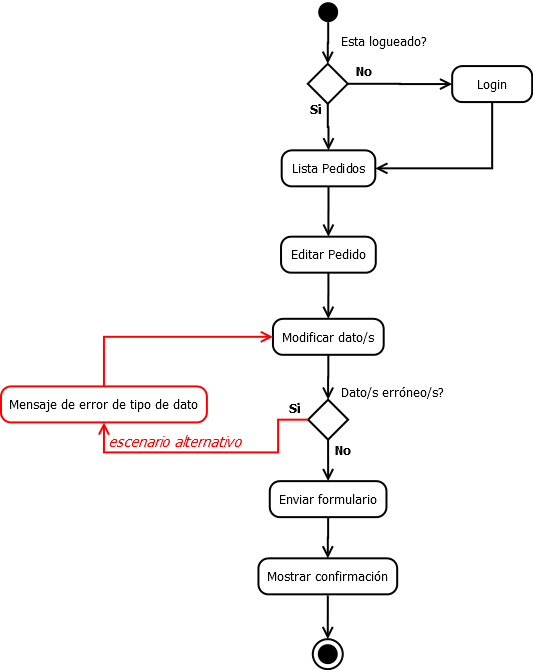 Esta logueado?
No
Login
Si
Lista Pedidos
Editar Pedido
Modificar dato/s
Dato/s erróneo/s?
Mensaje de error de tipo de dato
Si
escenario alternativo
No
Enviar formulario
Mostrar confirmación